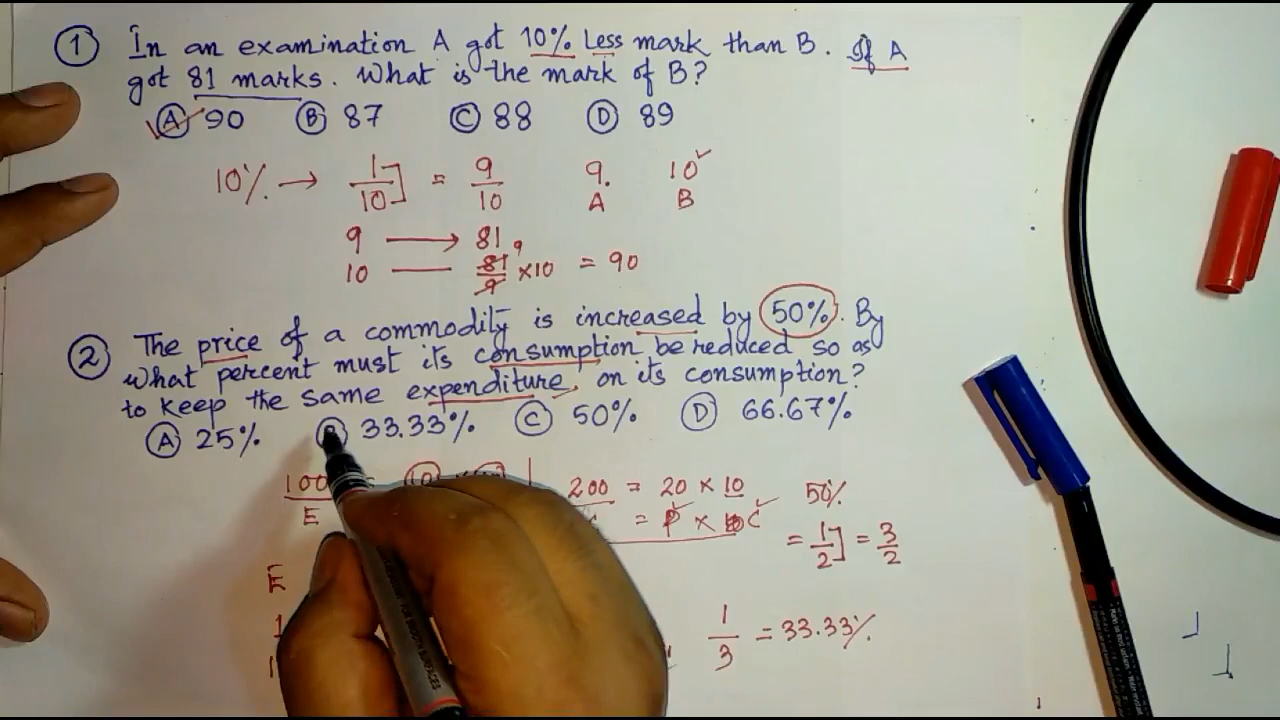 1 In an examination A got 10% Less mark than B. If A
got 81 marks. What is the mark of B?
A 90 B 87 C 88 D 89
10% → 1/10] = 9/10 9. 10
A B
9 → 81
10 — 81/9 9 ×10 = 90
2 The price of a commodity is increased by 50%. By
what percent must its consumption be reduced so as
to keep the same expenditure, on its consumption?
A 25% B 33.33% C 50% D 66.67%
100 200 = 20 × 10 50%
E = P × C = 1/2] = 3/2
E
1 1/3 = 33.33%
1